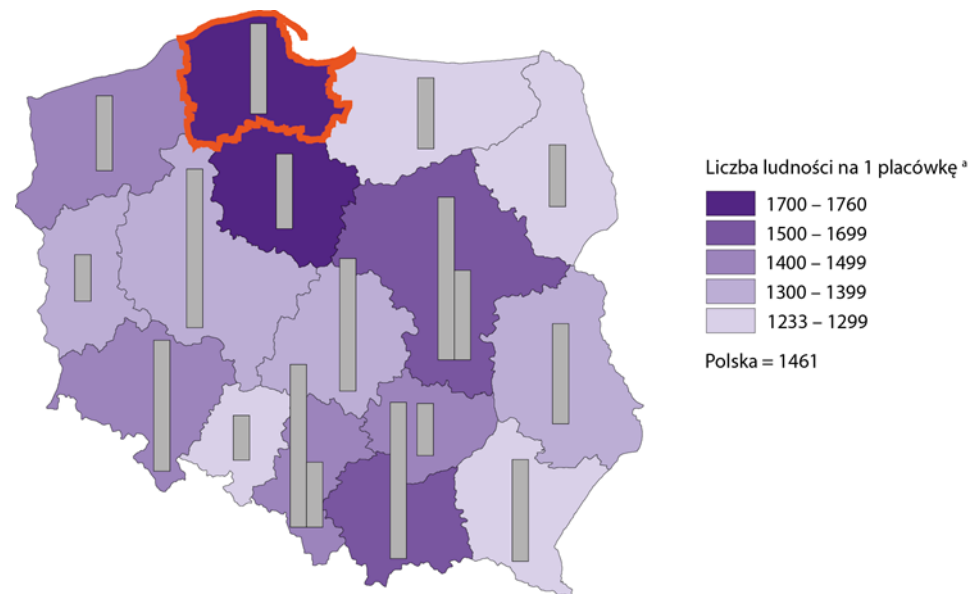 Liczba ludności na 1 placówkę ᵃ
1700 – 1760
1500 – 1699
1400 – 1499
1300 – 1399
1233 – 1299
Polska = 1461